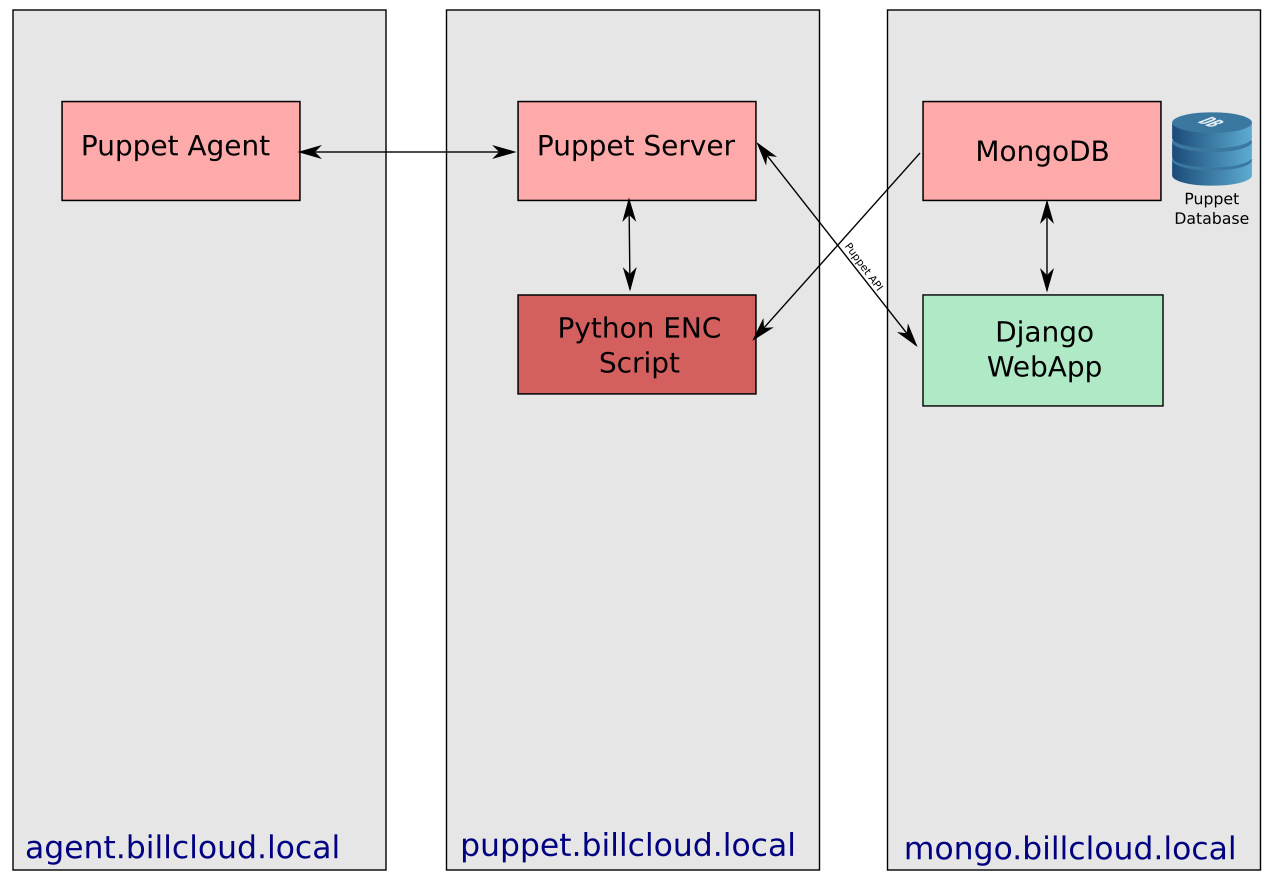 Puppet Agent
Puppet Server
MongoDB
DB
Puppet
Database
Puppet API
Python ENC
Script
Django
WebApp
agent.billcloud.local
puppet.billcloud.local
mongo.billcloud.local